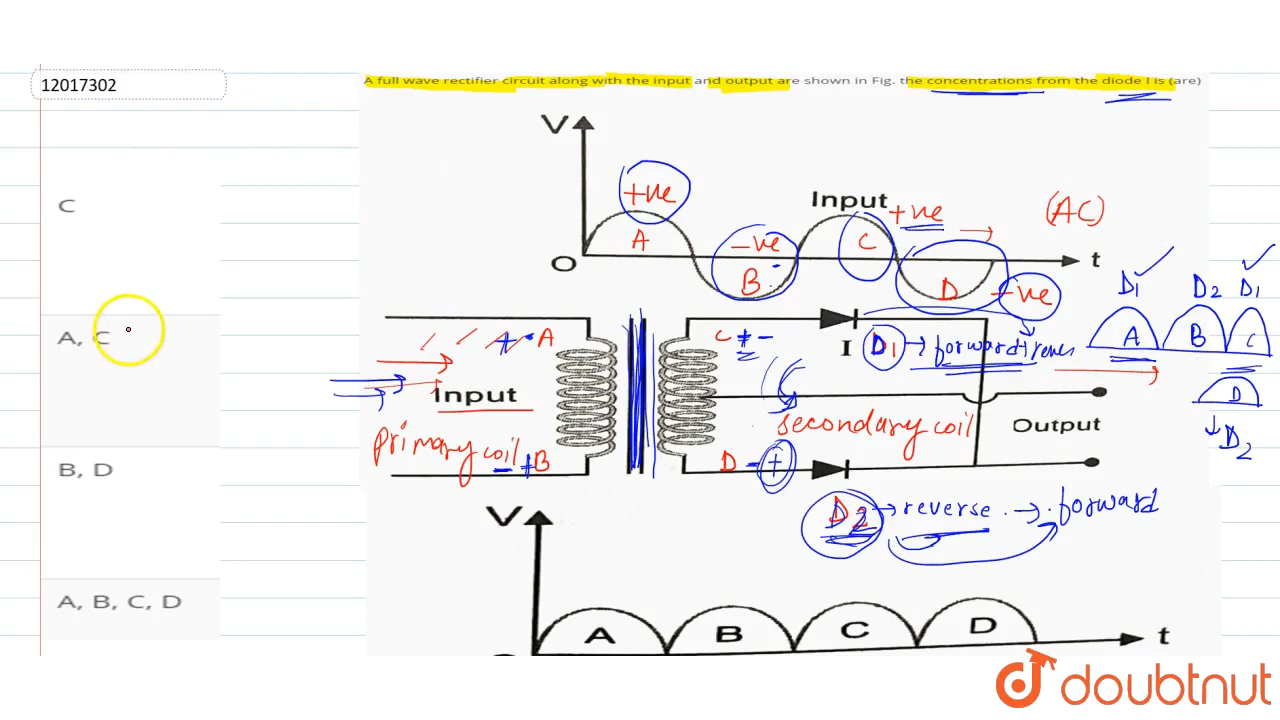 12017302
A full wave rectifier circuit along with the input and output are shown in Fig. the concentrations from the diode I is (are)
C
A, C
B, D
A, B, C, D
V
+ve
Input
+ve
(AC)
A
-ve
C
O
t
B
D
-ve
D1
D2
D1
A
B
C
+ A
C + -
I
D1 → forward
D
D2
Input
secondary coil
Output
primary coil
- + B
D - +
D2 → reverse → forward
V
A
B
C
D
t
doubtnut